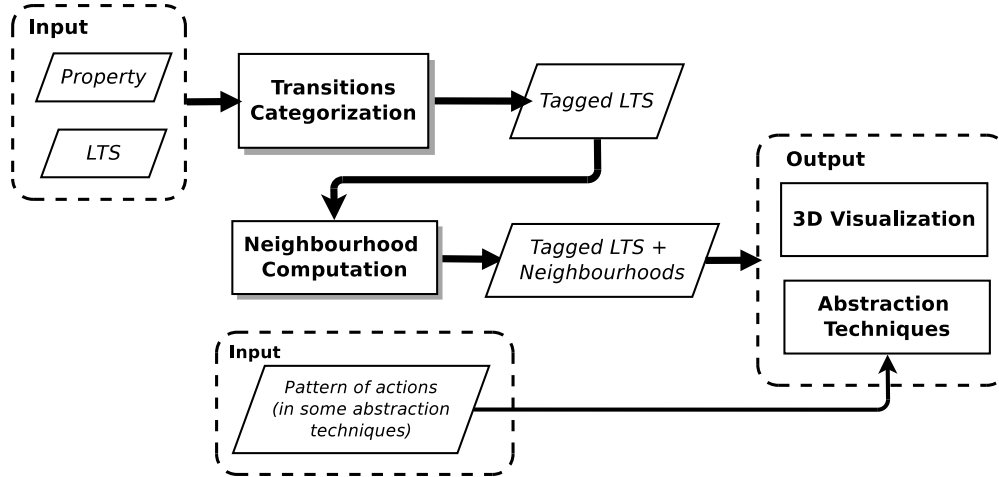 Input
Property
LTS
Transitions
Categorization
Tagged LTS
Neighbourhood
Computation
Tagged LTS +
Neighbourhoods
Output
3D Visualization
Abstraction
Techniques
Input
Pattern of actions
(in some abstraction
techniques)